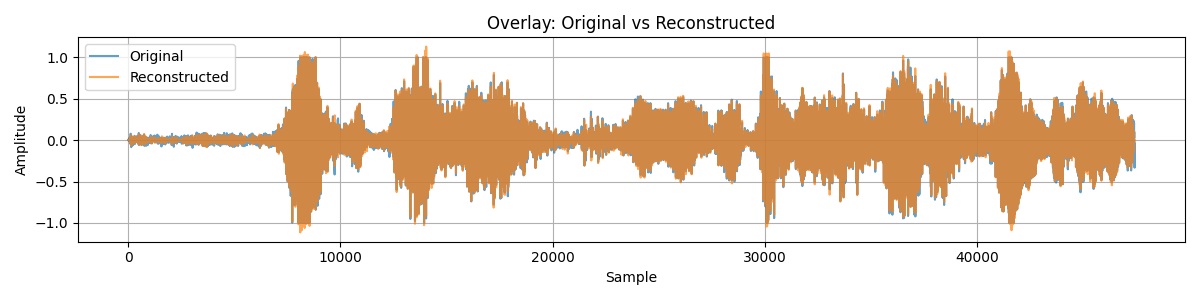 Overlay: Original vs Reconstructed
Original
Reconstructed
Amplitude
1.0
0.5
0.0
−0.5
−1.0
0
10000
20000
30000
40000
Sample